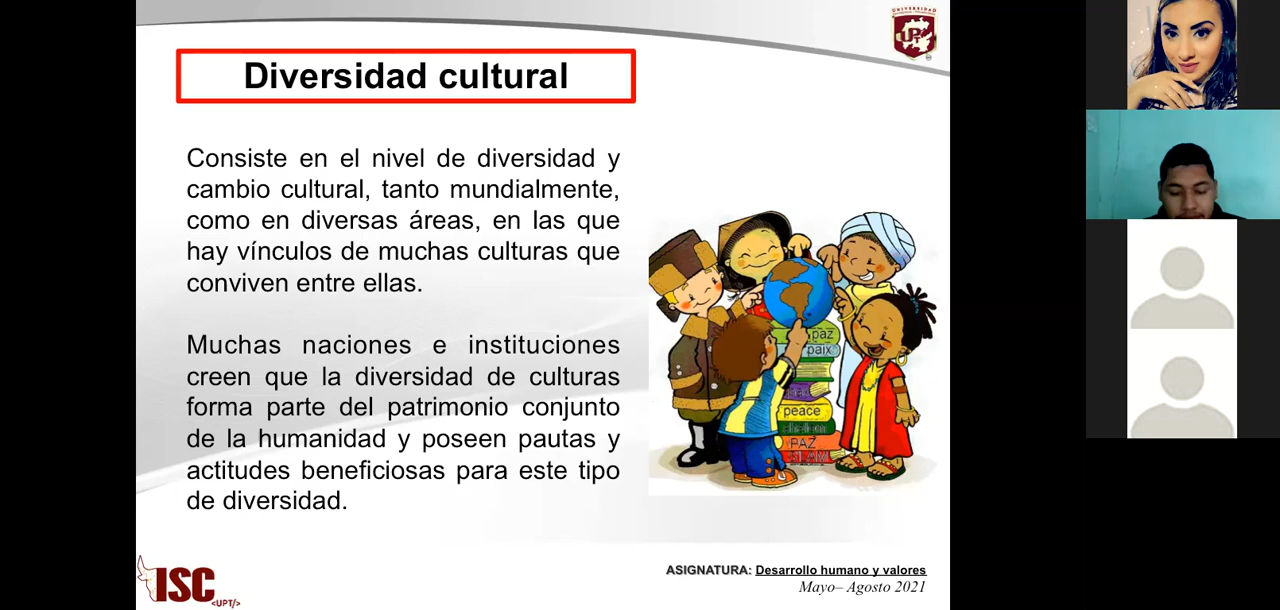 UNIVERSIDAD
UPT
Diversidad cultural
Consiste en el nivel de diversidad y
cambio cultural, tanto mundialmente,
como en diversas áreas, en las que
hay vínculos de muchas culturas que
conviven entre ellas.
Muchas naciones e instituciones
creen que la diversidad de culturas
forma parte del patrimonio conjunto
de la humanidad y poseen pautas y
actitudes beneficiosas para este tipo
de diversidad.
paz
paix
peace
PAZ
ISC
<UPT/>
ASIGNATURA: Desarrollo humano y valores
Mayo– Agosto 2021